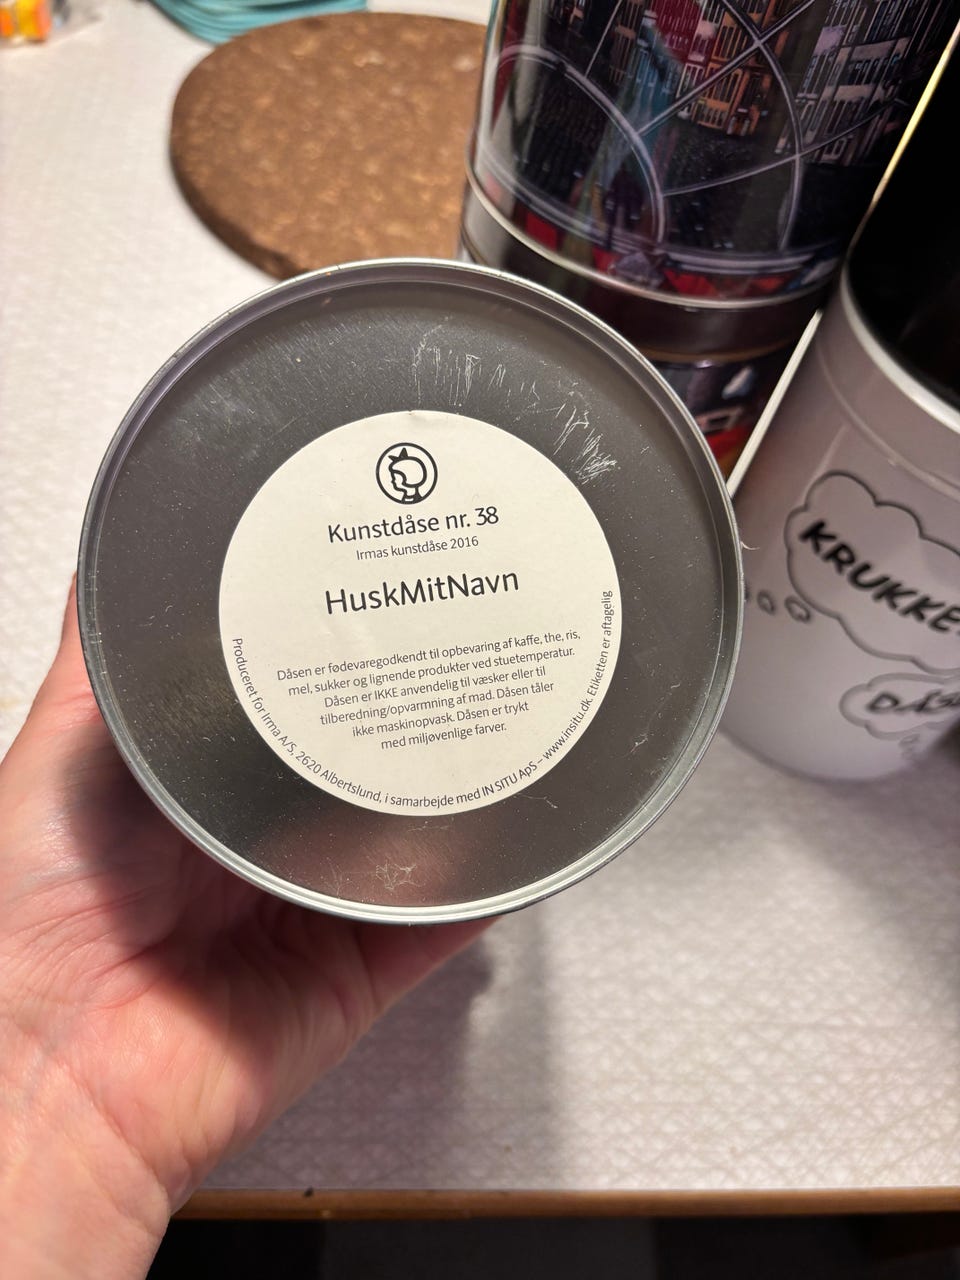 Kunstdåse nr. 38
Irmas kunstdåse 2016
HuskMitNavn
Dåsen er fødevaregodkendt til opbevaring af kaffe, the, ris,
mel, sukker og lignende produkter ved stuetemperatur.
Dåsen er IKKE anvendelig til væsker eller til
tilberedning/opvarmning af mad. Dåsen tåler
ikke maskinopvask. Dåsen er trykt
med miljøvenlige farver.
Produceret for Irma A/S, 2620 Albertslund, i samarbejde med IN SITU ApS – www.insitu.dk. Etiketten er aftagelig
KRUKKE